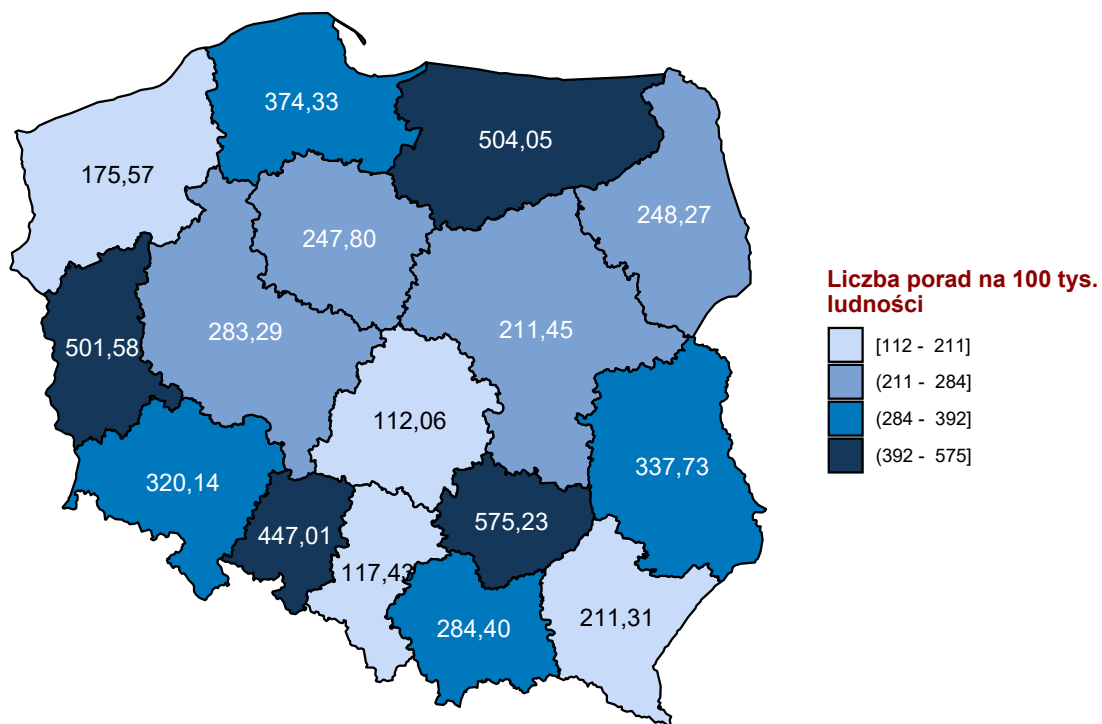 374,33
504,05
175,57
248,27
247,80
283,29
211,45
501,58
112,06
337,73
320,14
575,23
447,01
117,43
211,31
284,40
Liczba porad na 100 tys.
ludności
[112 - 211]
(211 - 284]
(284 - 392]
(392 - 575]